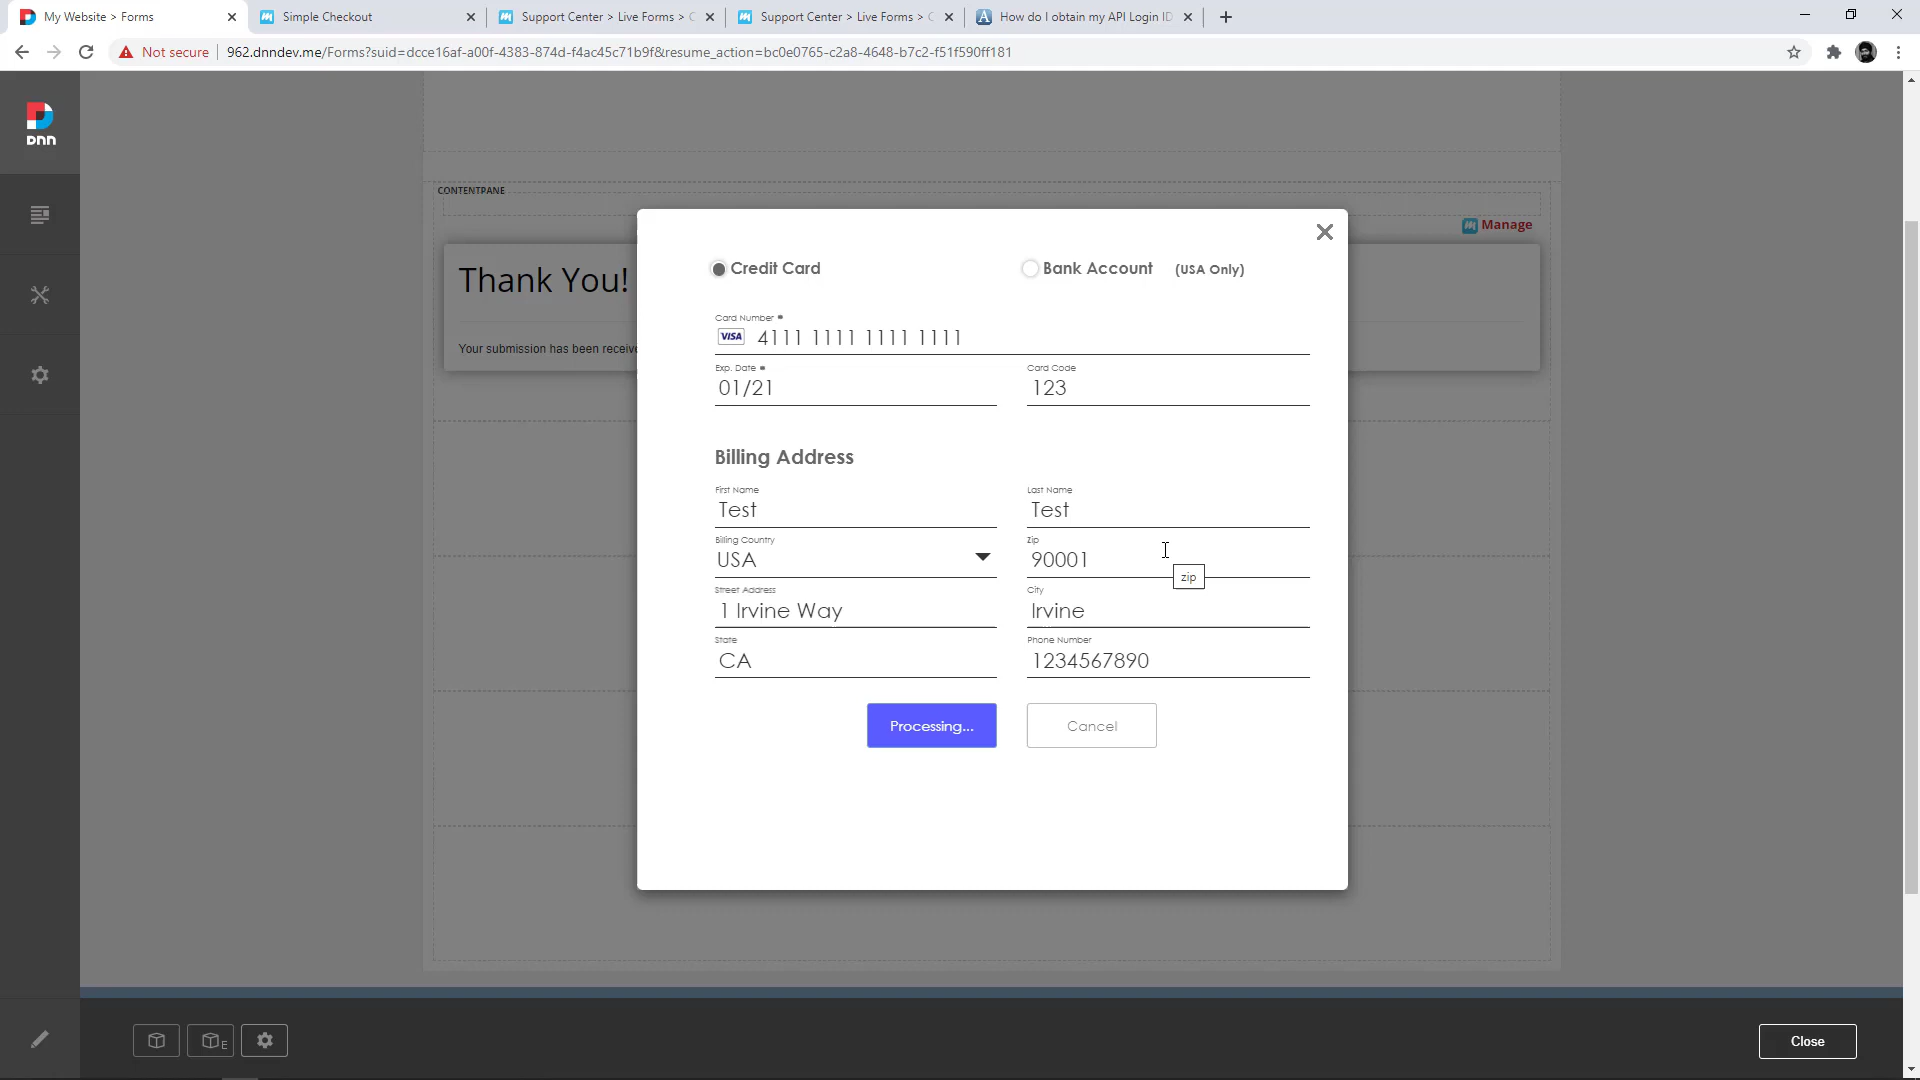 My Website > Forms
Simple Checkout
Support Center > Live Forms > C
Support Center > Live Forms > C
How do I obtain my API Login ID
Not secure
962.dnndev.me/Forms?suid=dcce16af-a00f-4383-874d-f4ac45c71b9f&resume_action=bc0e0765-c2a8-4648-b7c2-f51f590ff181
Dnn
CONTENTPANE
Manage
Thank You!
Your submission has been receive
Credit Card
Bank Account (USA Only)
Card Number *
VISA 4111 1111 1111 1111
Exp. Date *
Card Code
01/21
123
Billing Address
First Name
Last Name
Test
Test
Billing Country
Zip
USA
90001
zip
Street Address
City
1 Irvine Way
Irvine
State
Phone Number
CA
1234567890
Processing...
Cancel
E
Close